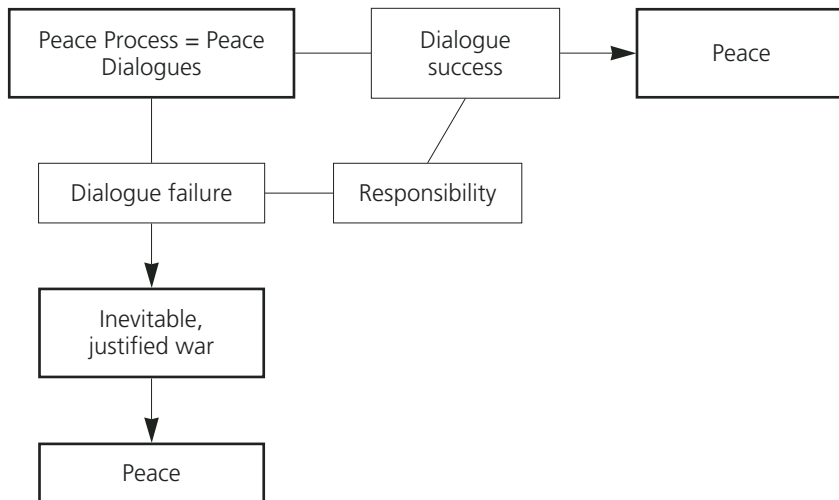 Peace Process = Peace
Dialogues
Dialogue
success
Peace
Dialogue failure
Responsibility
Inevitable,
justified war
Peace